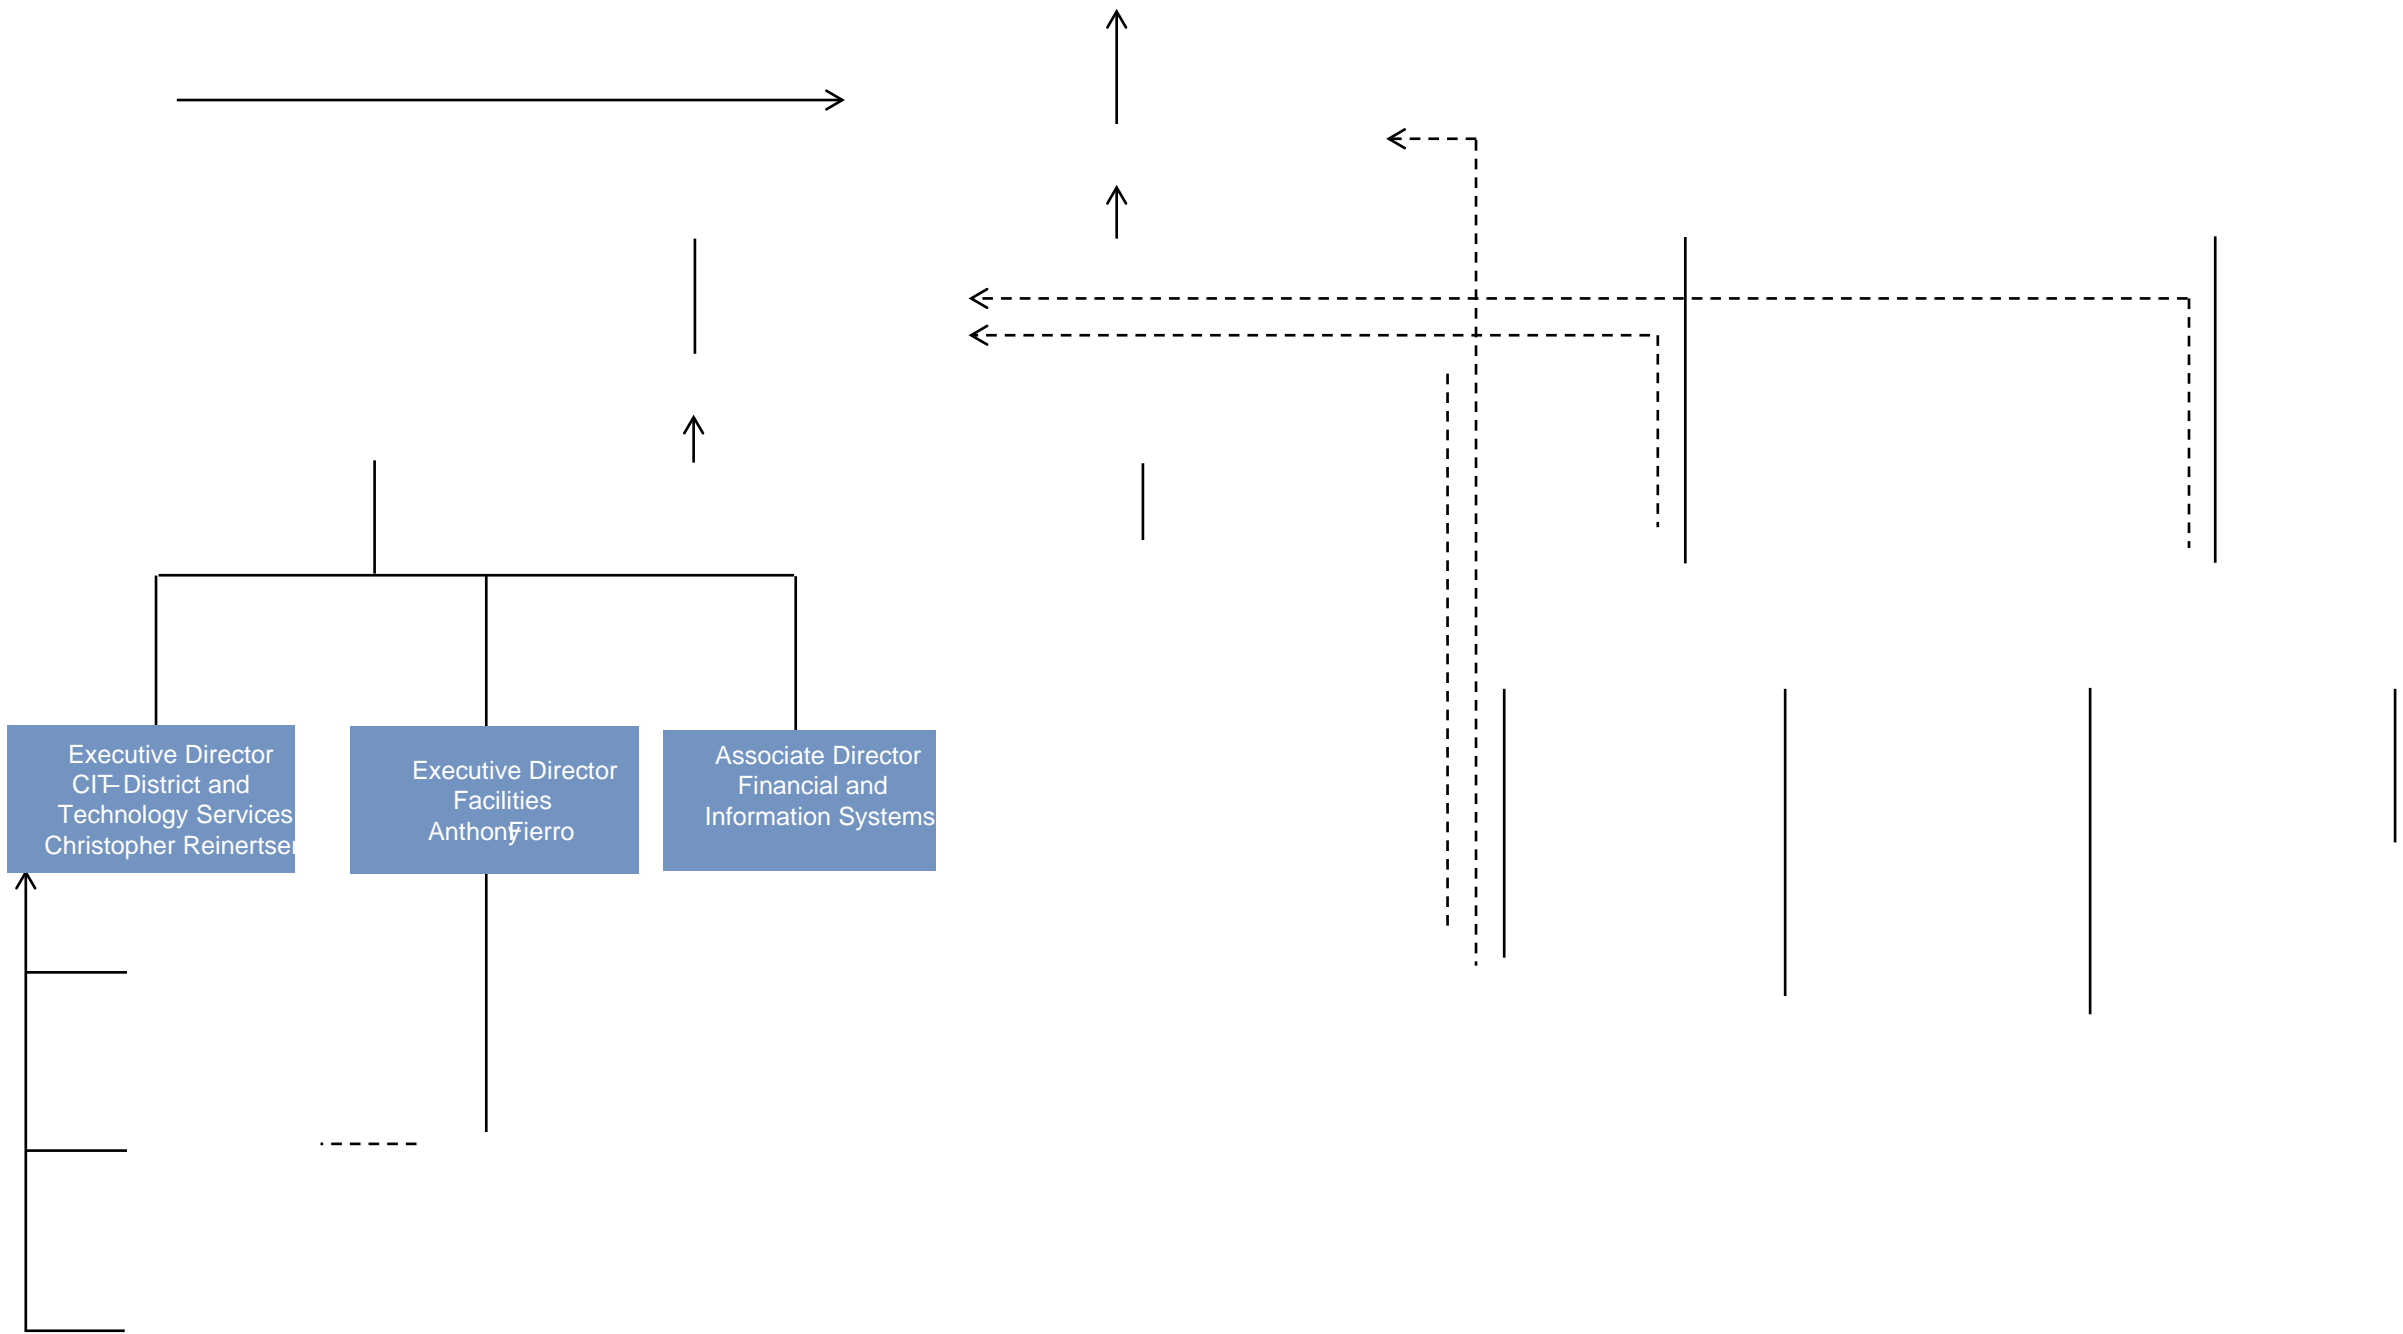 Executive Director
CIT– District and
Technology Services
Christopher Reinertsen
Executive Director
Facilities
Anthony Fierro
Associate Director
Financial and
Information Systems